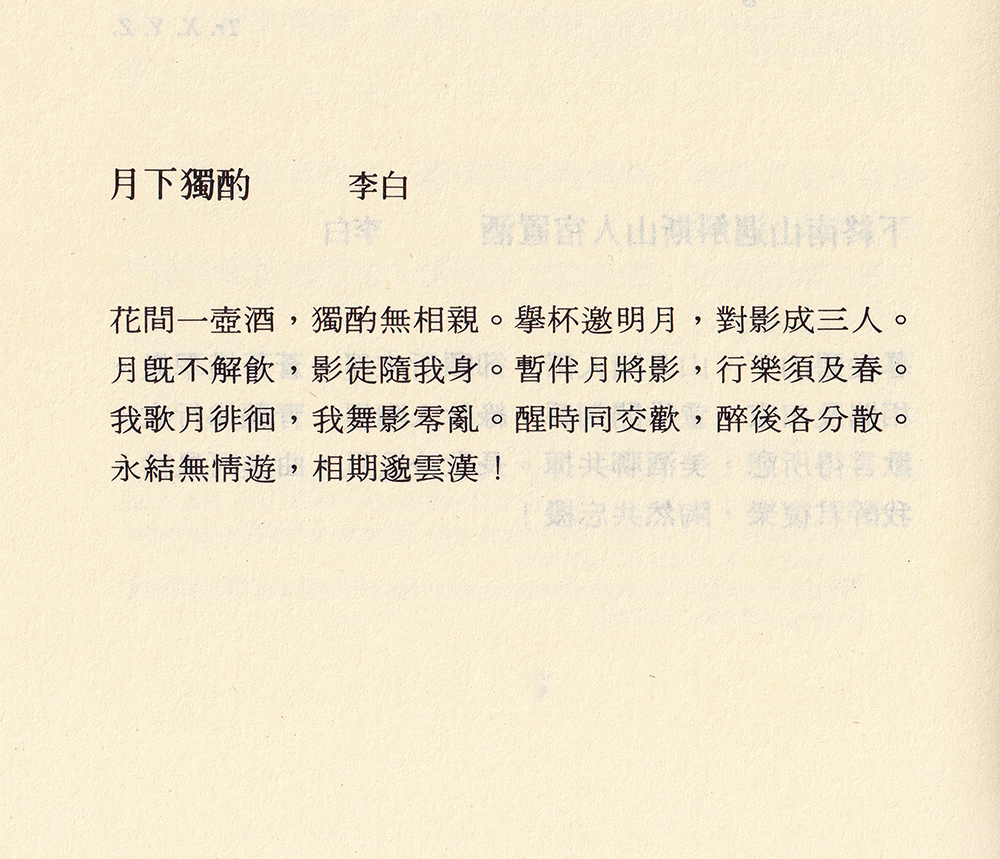 月下獨酌　李白
花間一壺酒，獨酌無相親。舉杯邀明月，對影成三人。
月既不解飲，影徒隨我身。暫伴月將影，行樂須及春。
我歌月徘徊，我舞影零亂。醒時同交歡，醉後各分散。
永結無情遊，相期邈雲漢！